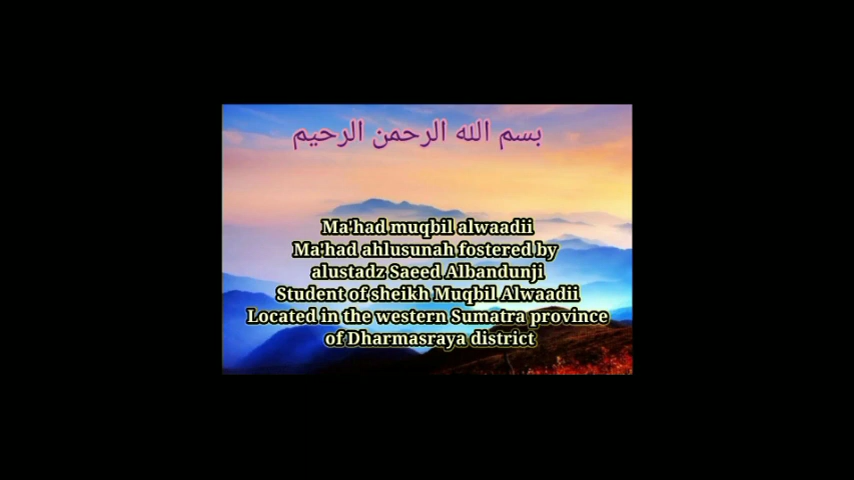 بسم الله الرحمن الرحيم
Ma'had muqbil alwaadii
Ma'had ahlusunah fostered by
alustadz Saeed Albandunji
Student of sheikh Muqbil Alwaadii
Located in the western Sumatra province
of Dharmasraya district